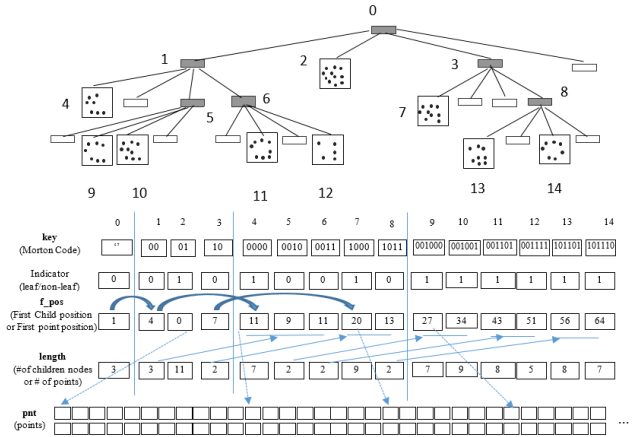 0
1
2
3
4
5
6
7
8
9
10
11
12
13
14
0 1 2 3 4 5 6 7 8 9 10 11 12 13 14
key
(Morton Code)
‘’ 00 01 10 0000 0010 0011 1000 1011 001000 001001 001101 001111 101101 101110
Indicator
(leaf/non-leaf)
0 0 1 0 1 0 0 1 0 1 1 1 1 1 1
f_pos
(First Child position
or First point position)
1 4 0 7 11 9 11 20 13 27 34 43 51 56 64
length
(#of children nodes
or # of points)
3 3 11 2 7 2 2 9 2 7 9 8 5 8 7
pnt
(points)
...